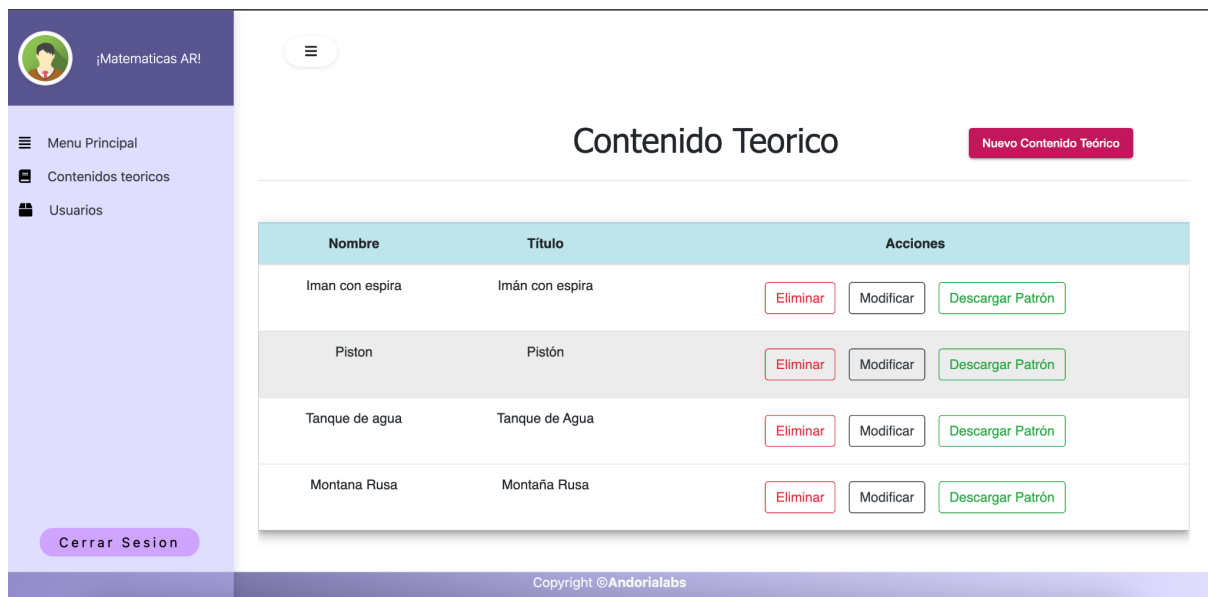 ¡Matematicas AR!
Menu Principal
Contenidos teoricos
Usuarios
Cerrar Sesion
Contenido Teorico
Nuevo Contenido Teórico
Nombre Título Acciones
Iman con espira Imán con espira Eliminar Modificar Descargar Patrón
Piston Pistón Eliminar Modificar Descargar Patrón
Tanque de agua Tanque de Agua Eliminar Modificar Descargar Patrón
Montana Rusa Montaña Rusa Eliminar Modificar Descargar Patrón
Copyright ©Andorialabs